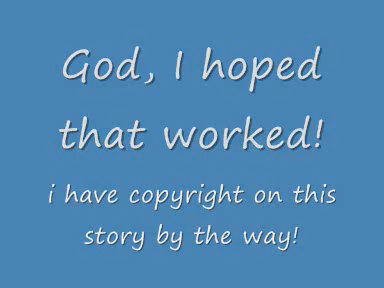 God, I hoped
that worked!
i have copyright on this
story by the way!